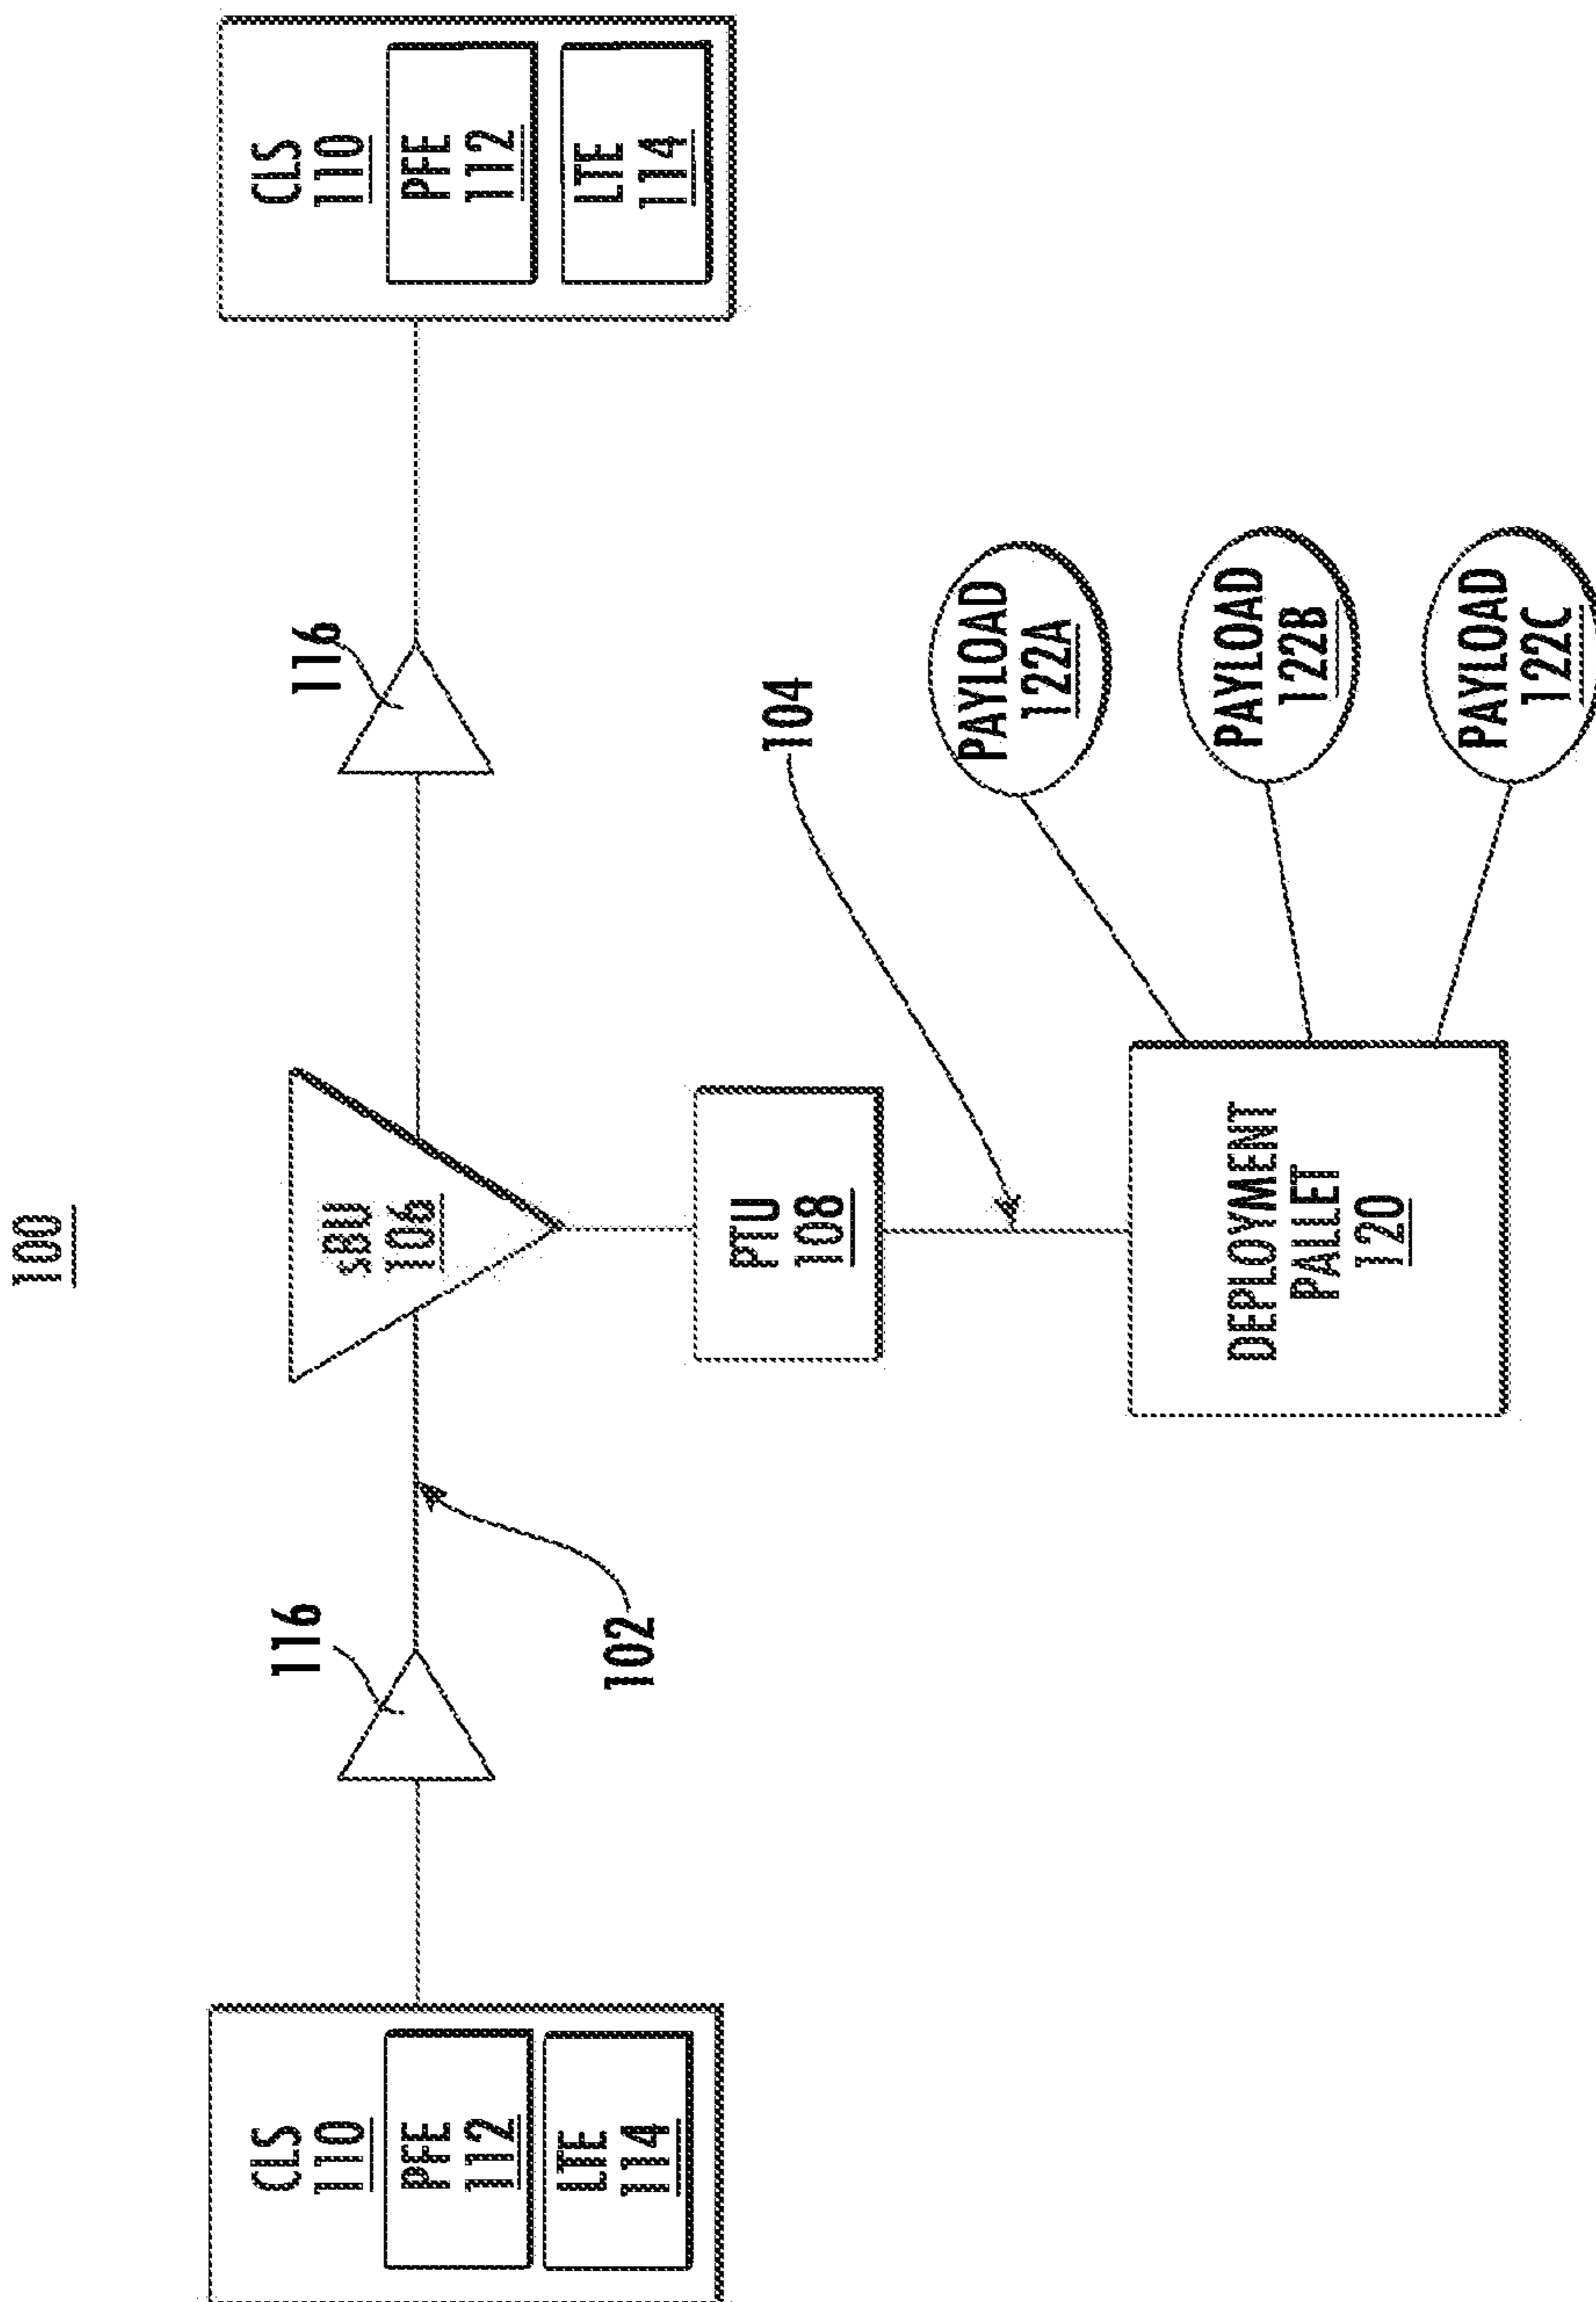 100
CLS
110
PFE
112
LTE
114
116
102
sBU
106
116
CLS
110
PFE
112
LTE
114
PTU
108
104
DEPLOYMENT
PALLET
120
PAYLOAD
122A
PAYLOAD
122B
PAYLOAD
122C